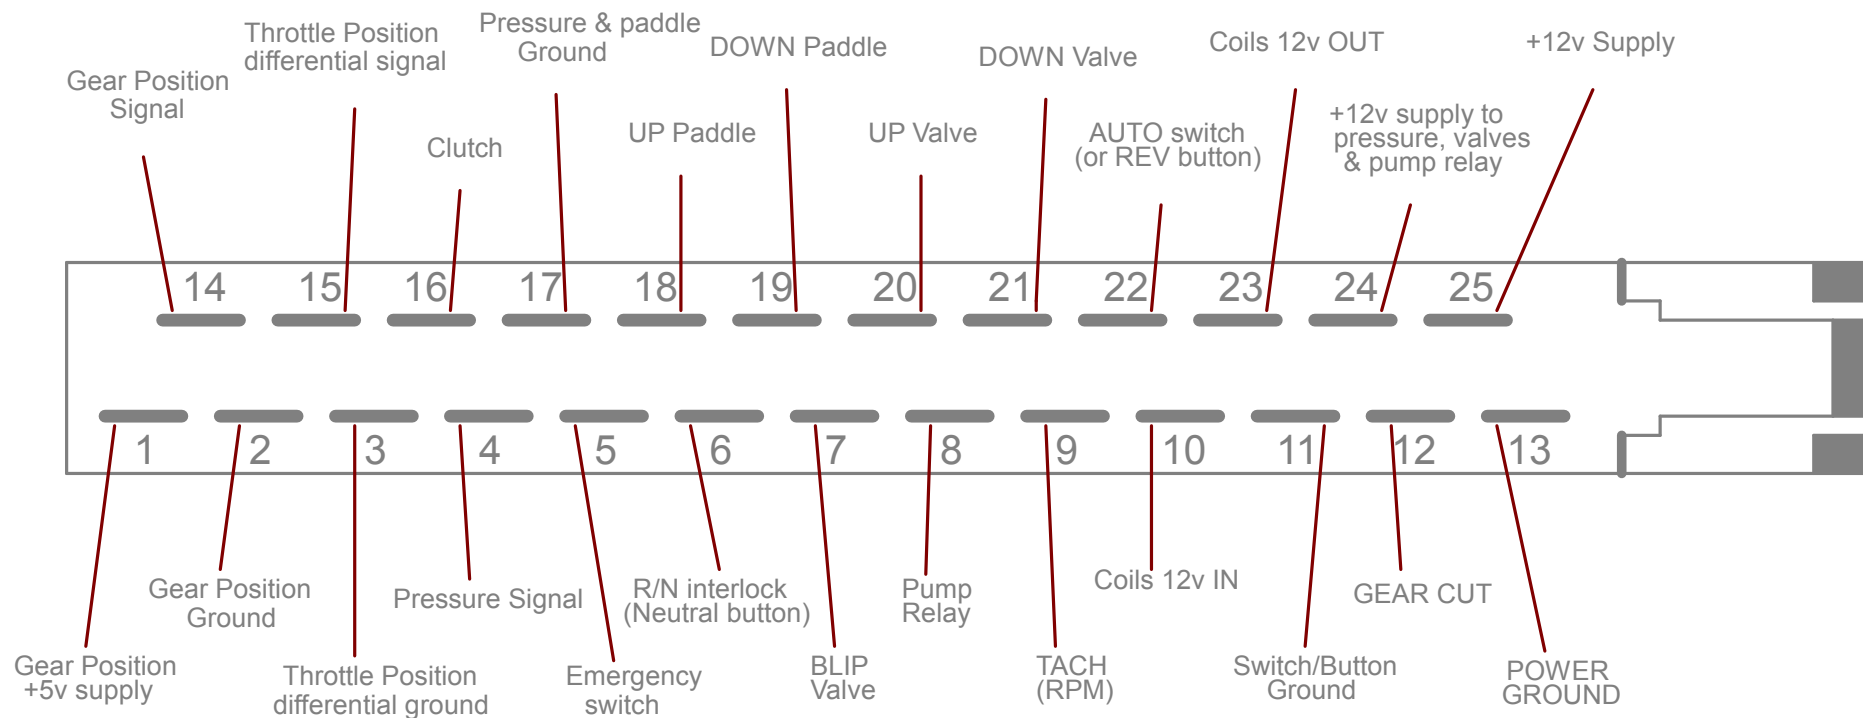 Gear Position
Signal
Throttle Position
differential signal
Clutch
Pressure & paddle
Ground
UP Paddle
DOWN Paddle
UP Valve
DOWN Valve
AUTO switch
(or REV button)
Coils 12v OUT
+12v supply to
pressure, valves
& pump relay
+12v Supply
14 15 16 17 18 19 20 21 22 23 24 25
1 2 3 4 5 6 7 8 9 10 11 12 13
Gear Position
+5v supply
Gear Position
Ground
Throttle Position
differential ground
Pressure Signal
Emergency
switch
R/N interlock
(Neutral button)
BLIP
Valve
Pump
Relay
TACH
(RPM)
Coils 12v IN
Switch/Button
Ground
GEAR CUT
POWER
GROUND